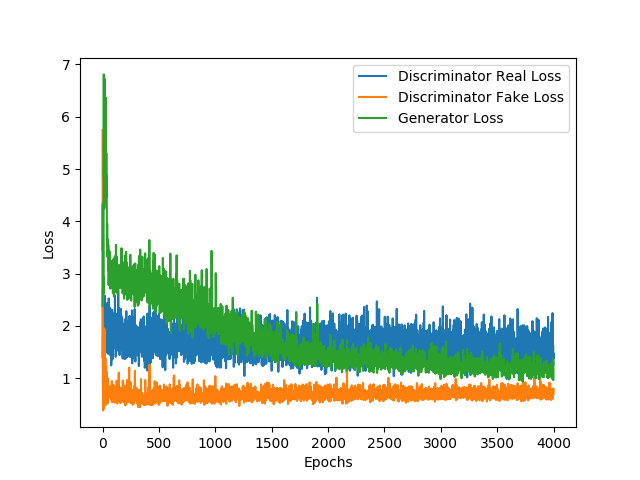 Discriminator Real Loss
Discriminator Fake Loss
Generator Loss
7
6
5
4
3
2
1
Loss
0 500 1000 1500 2000 2500 3000 3500 4000
Epochs